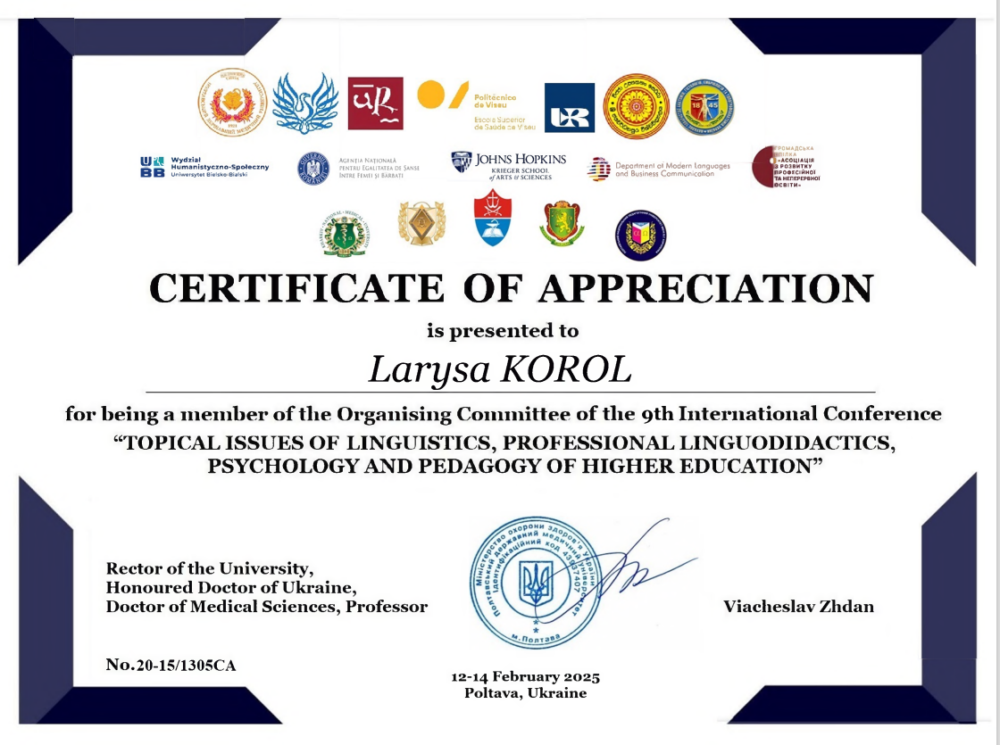 Politécnico
de Viseu
Escola Superior
de Saúde de Viseu
UR
18 45
UBB
Wydział
Humanistyczno-Społeczny
Uniwersytet Bielsko-Bialski
AGENȚIA NAȚIONALĂ
PENTRU EGALITATEA DE ȘANSE
ÎNTRE FEMEI ȘI BĂRBAȚI
JOHNS HOPKINS
KRIEGER SCHOOL
of ARTS & SCIENCES
Department of Modern Languages
and Business Communication
ГРОМАДСЬКА
СПІЛКА
«АСОЦІАЦІЯ
З РОЗВИТКУ
ПРОФЕСІЙНОЇ
ТА НЕПЕРЕРВНОЇ
ОСВІТИ»
CERTIFICATE OF APPRECIATION
is presented to
Larysa KOROL
for being a member of the Organising Committee of the 9th International Conference
“TOPICAL ISSUES OF LINGUISTICS, PROFESSIONAL LINGUODIDACTICS,
PSYCHOLOGY AND PEDAGOGY OF HIGHER EDUCATION”
Rector of the University,
Honoured Doctor of Ukraine,
Doctor of Medical Sciences, Professor
Міністерство охорони здоров'я України
Полтавський державний медичний університет
Ідентифікаційний код 43937407
м.Полтава
Viacheslav Zhdan
No.20-15/1305CA
12-14 February 2025
Poltava, Ukraine